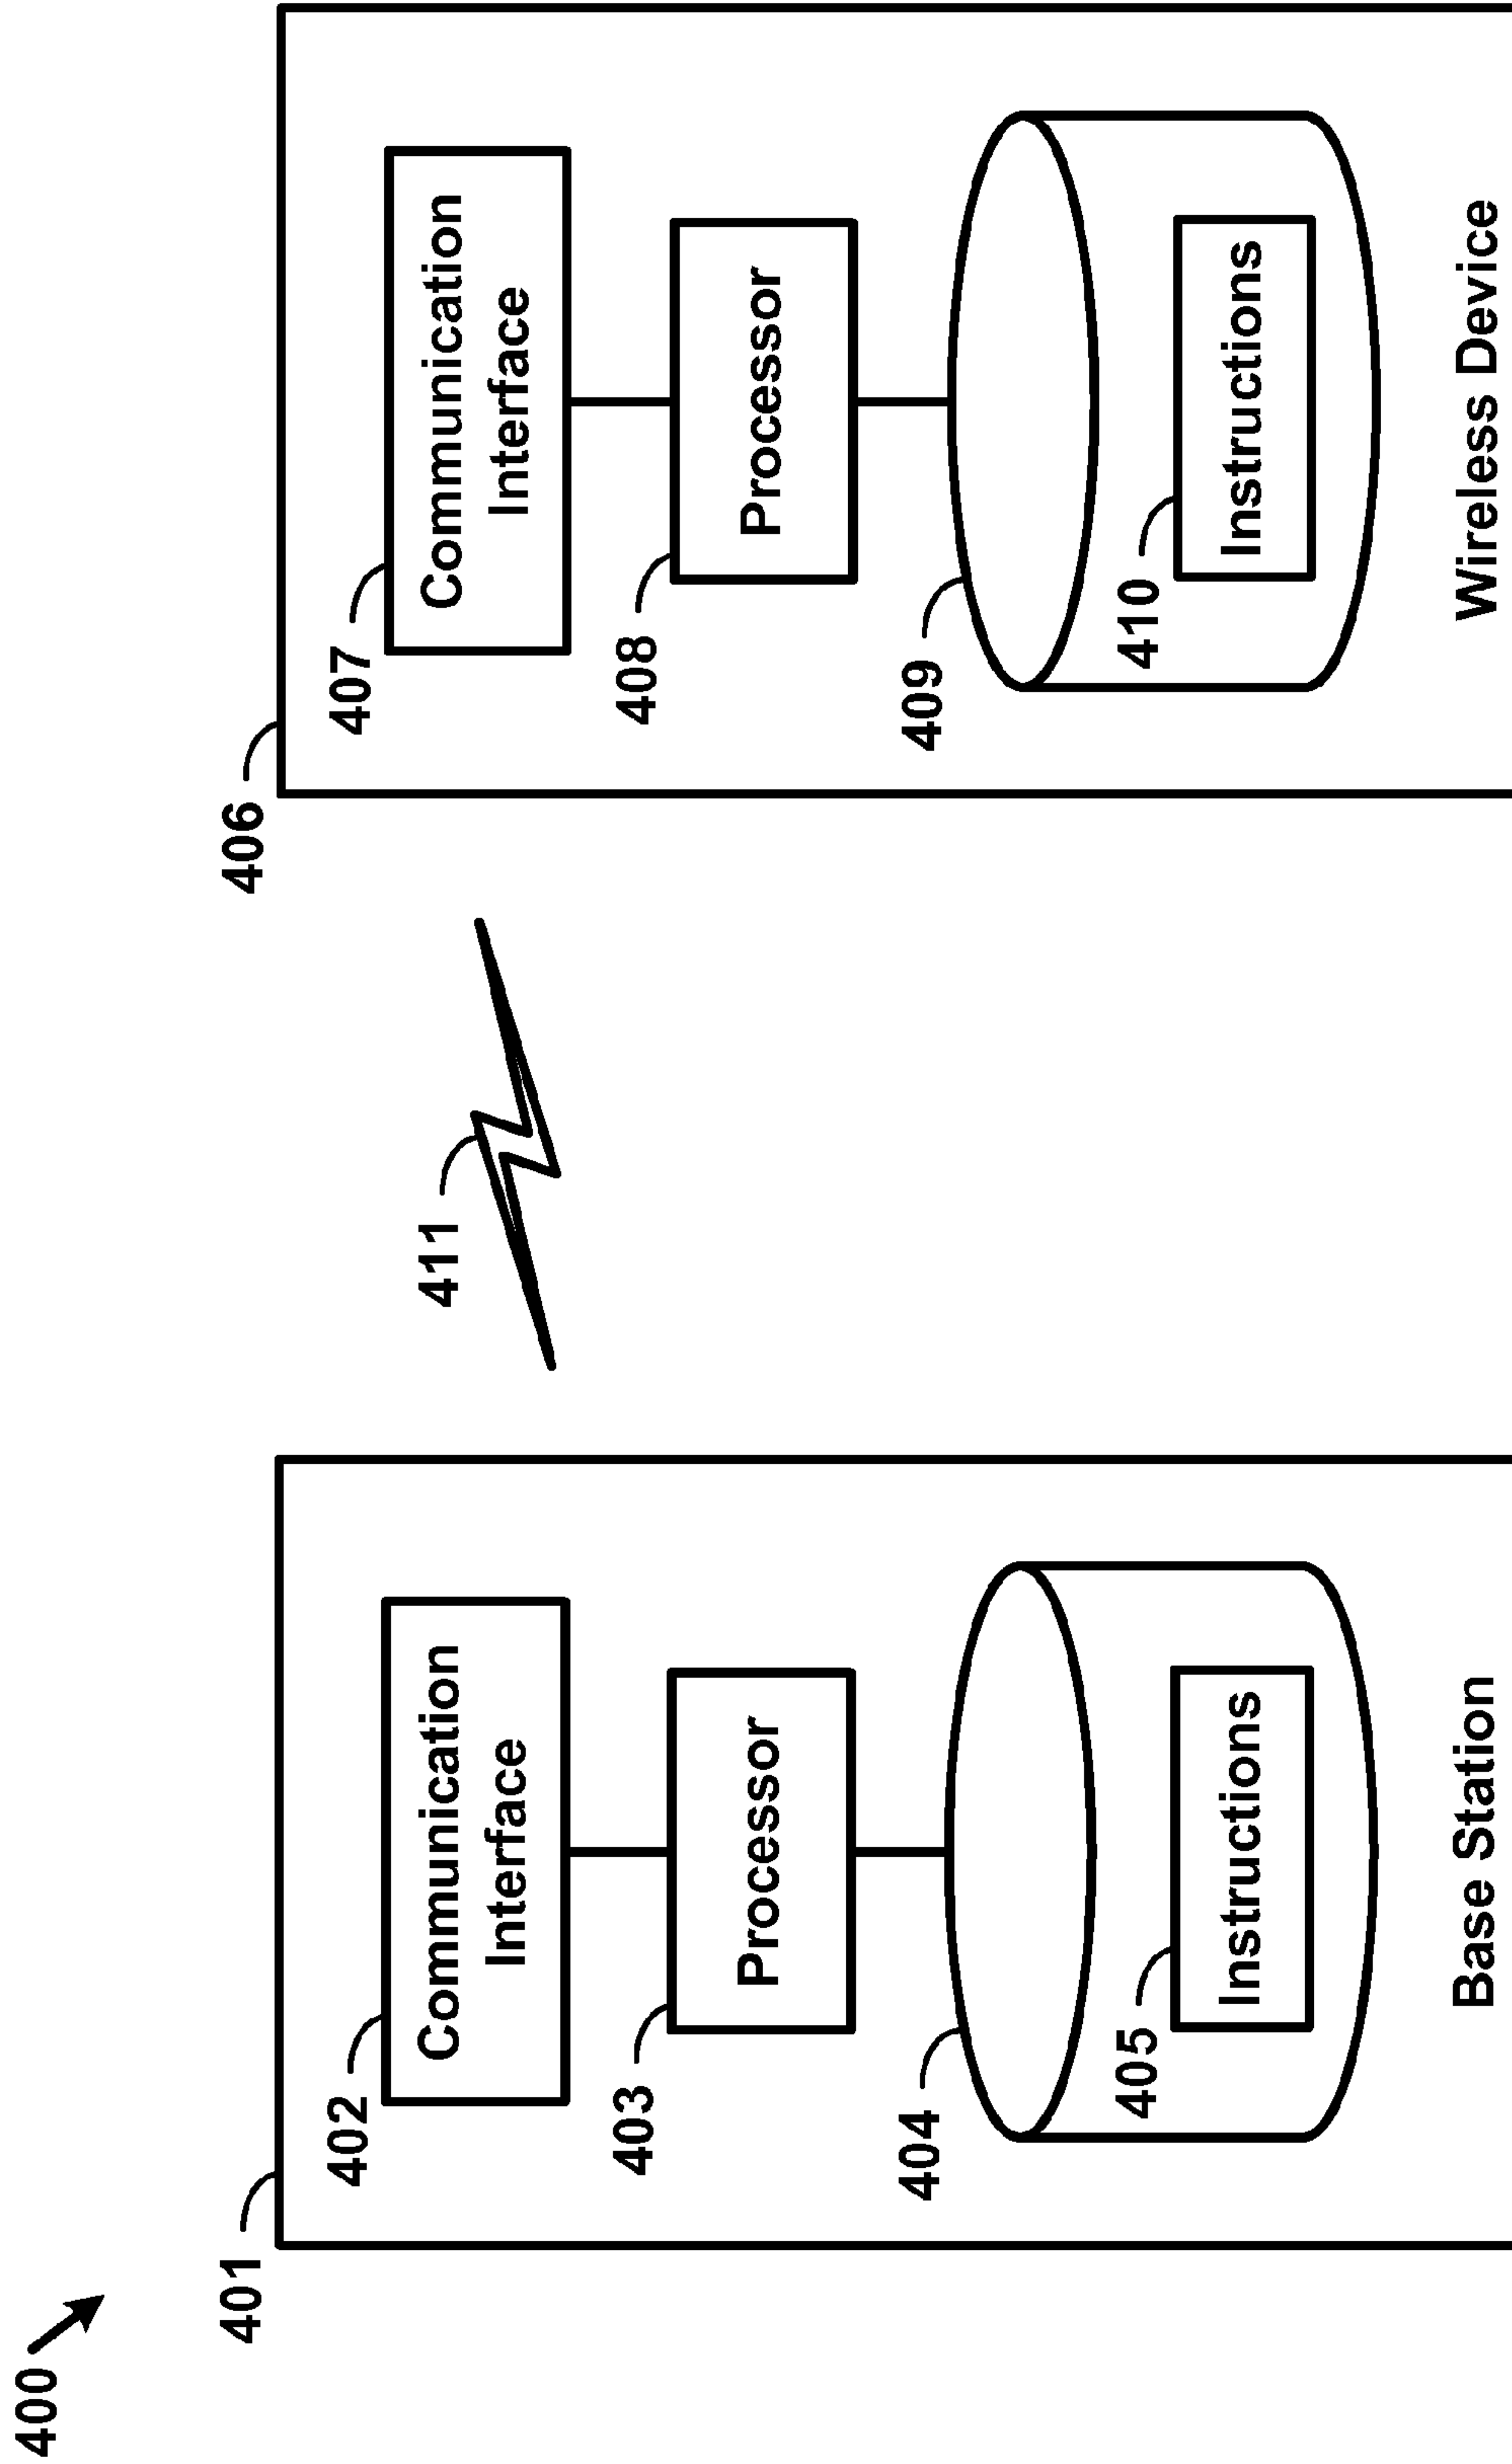 400
401
402
Communication
Interface
403
Processor
404
405
Instructions
Base Station
411
406
407
Communication
Interface
408
Processor
409
410
Instructions
Wireless Device